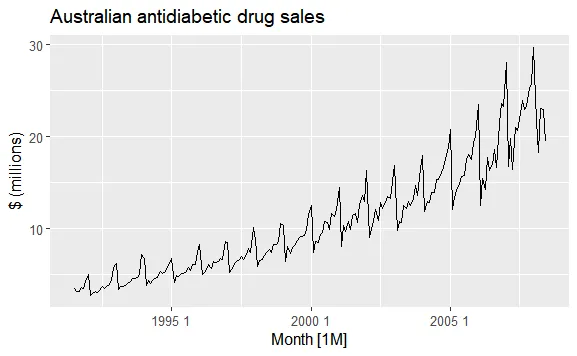 Australian antidiabetic drug sales
30
20
10
$ (millions)
1995 1
2000 1
2005 1
Month [1M]